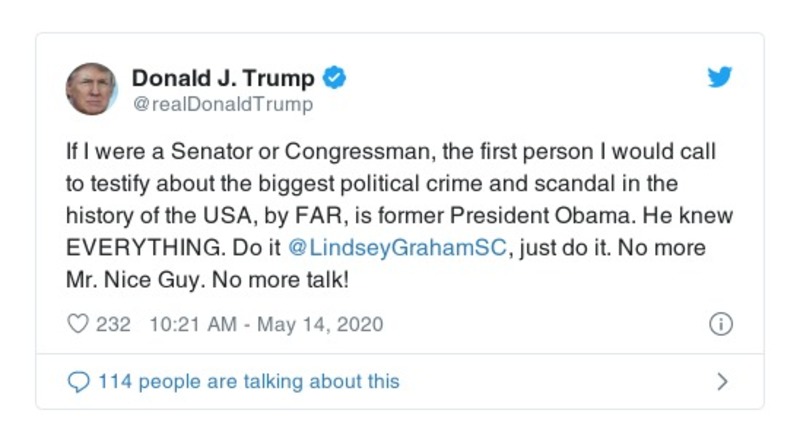 Donald J. Trump
@realDonaldTrump
If I were a Senator or Congressman, the first person I would call
to testify about the biggest political crime and scandal in the
history of the USA, by FAR, is former President Obama. He knew
EVERYTHING. Do it @LindseyGrahamSC, just do it. No more
Mr. Nice Guy. No more talk!
232 10:21 AM - May 14, 2020
114 people are talking about this